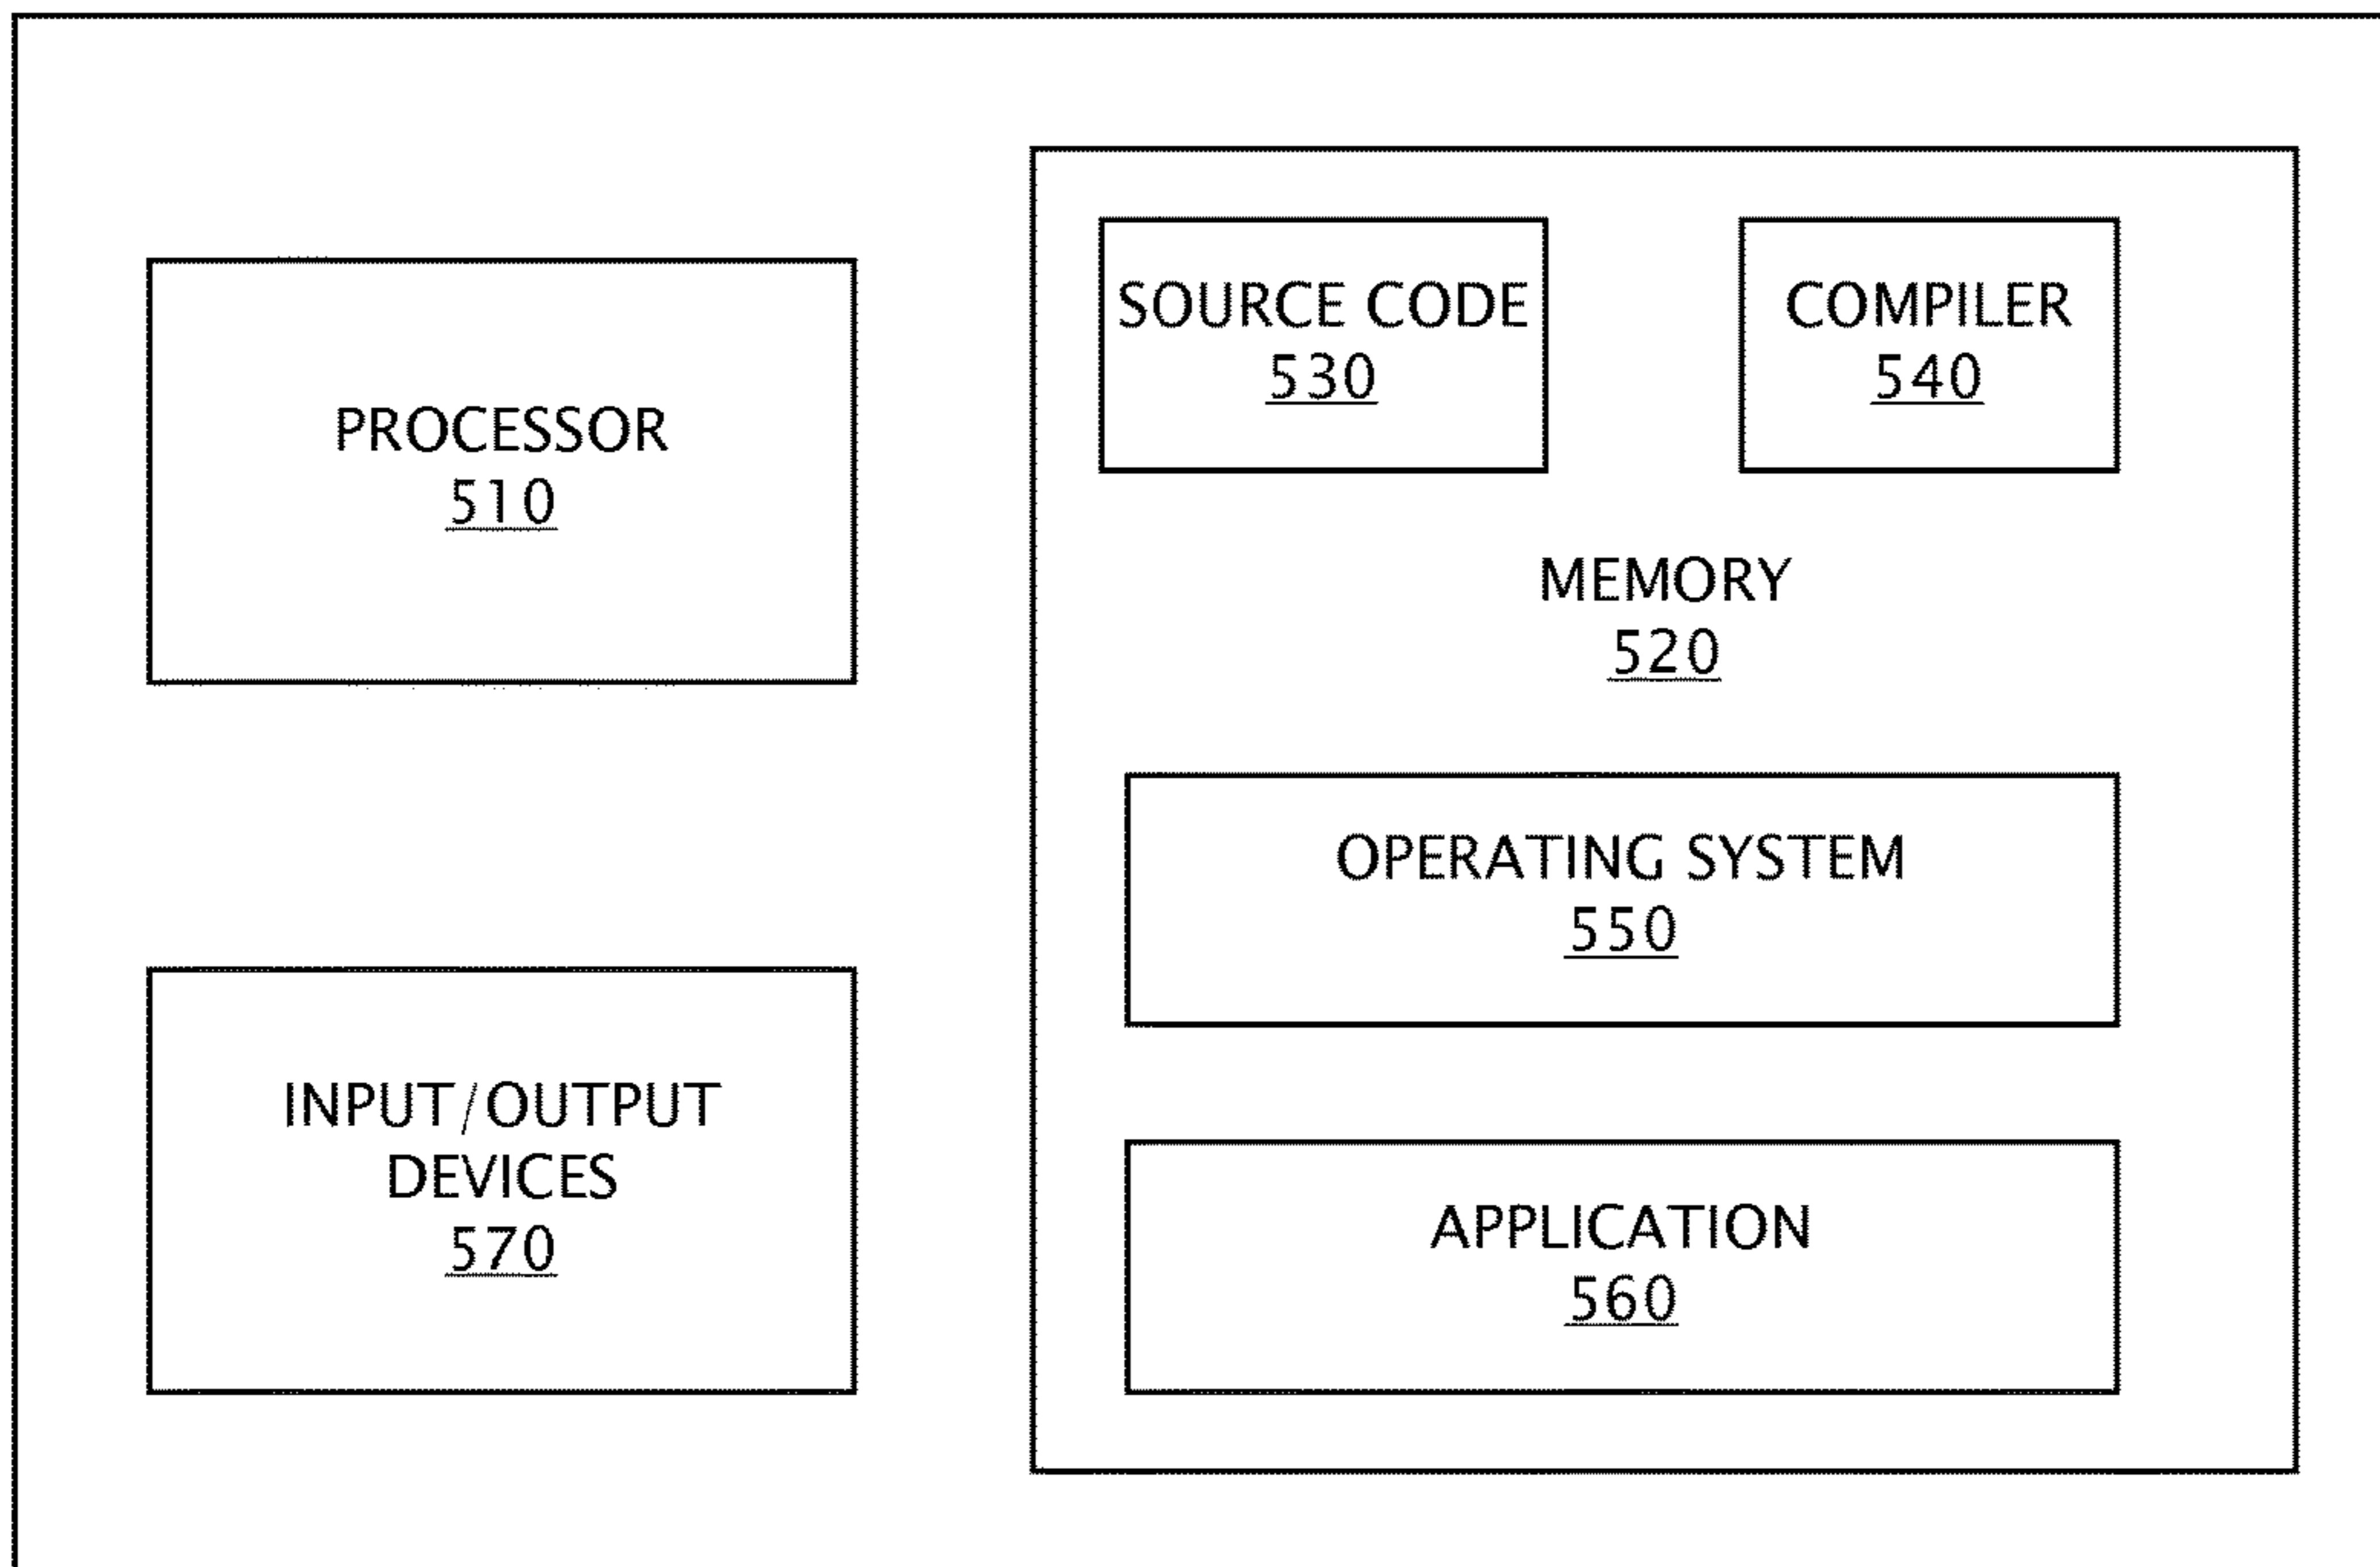 PROCESSOR
510
INPUT/OUTPUT
DEVICES
570
SOURCE CODE
530
COMPILER
540
MEMORY
520
OPERATING SYSTEM
550
APPLICATION
560